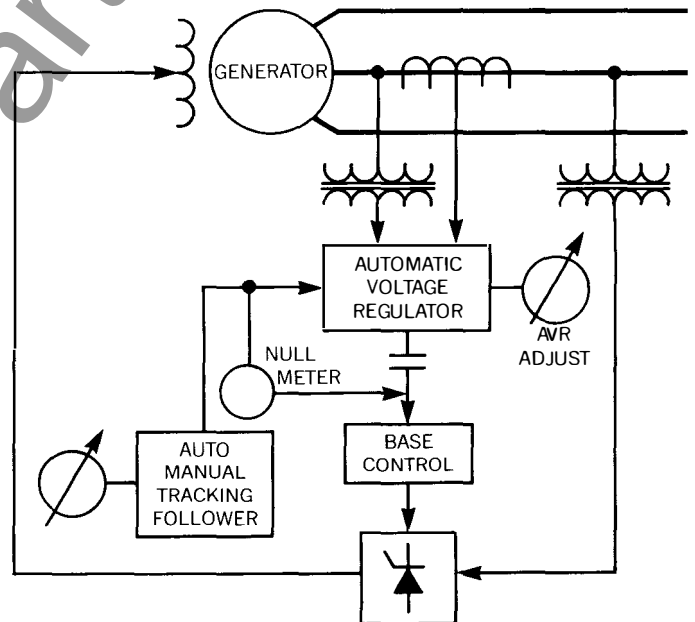 GENERATOR
AUTOMATIC
VOLTAGE
REGULATOR
AVR
ADJUST
NULL
METER
AUTO
MANUAL
TRACKING
FOLLOWER
BASE
CONTROL